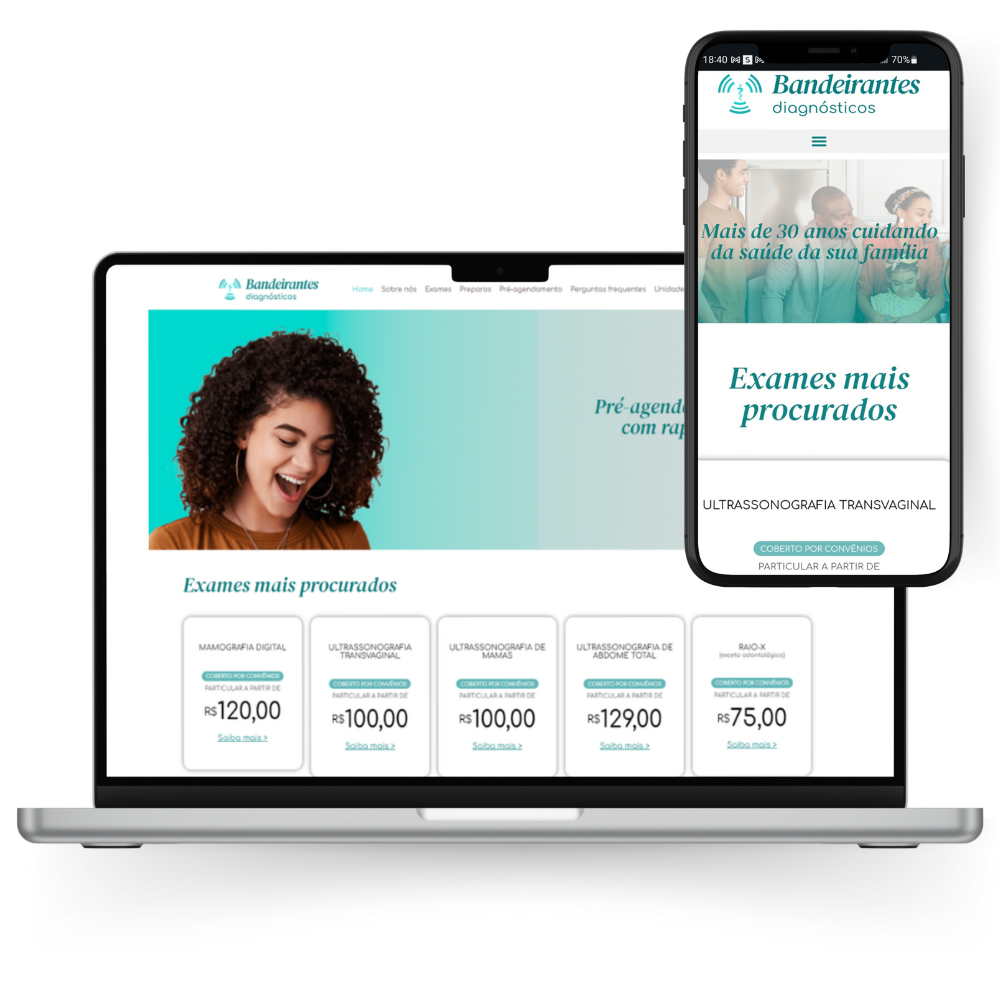 18:40
70%
Bandeirantes
diagnósticos
Mais de 30 anos cuidando
da saúde da sua família
Exames mais
procurados
ULTRASSONOGRAFIA TRANSVAGINAL
COBERTO POR CONVÊNIOS
PARTICULAR A PARTIR DE
Bandeirantes
diagnósticos
Home Sobre nós Exames Preparos Pré-agendamento Perguntas frequentes Unidade
Pré-agend
com rap
Exames mais procurados
MAMOGRAFIA DIGITAL
COBERTO POR CONVÊNIOS
PARTICULAR A PARTIR DE
R$120,00
Saiba mais >
ULTRASSONOGRAFIA
TRANSVAGINAL
COBERTO POR CONVÊNIOS
PARTICULAR A PARTIR DE
R$100,00
Saiba mais >
ULTRASSONOGRAFIA DE
MAMAS
COBERTO POR CONVÊNIOS
PARTICULAR A PARTIR DE
R$100,00
Saiba mais >
ULTRASSONOGRAFIA DE
ABDOME TOTAL
COBERTO POR CONVÊNIOS
PARTICULAR A PARTIR DE
R$129,00
Saiba mais >
RAIO-X
(exceto odontológico)
COBERTO POR CONVÊNIOS
PARTICULAR A PARTIR DE
R$75,00
Saiba mais >